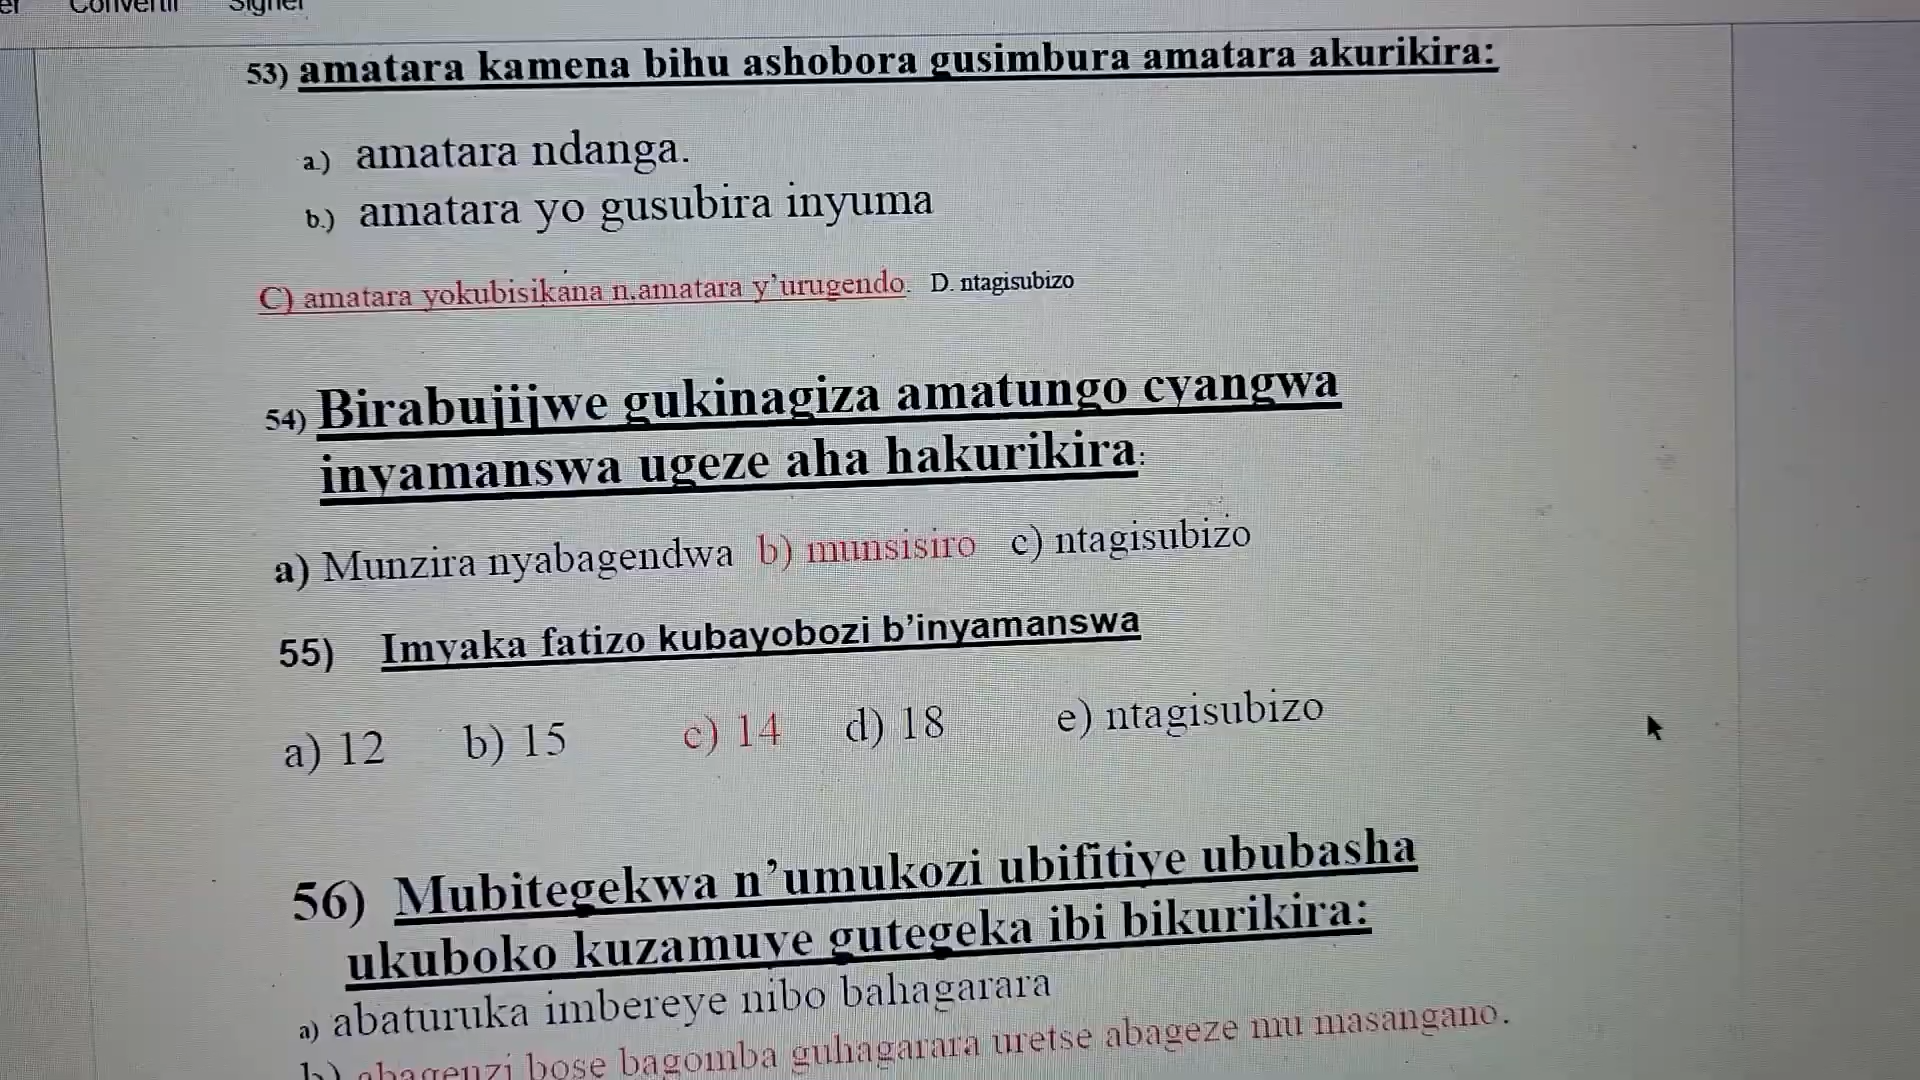 Convertir Signer
53) amatara kamena bihu ashobora gusimbura amatara akurikira:
a.) amatara ndanga.
b.) amatara yo gusubira inyuma
C) amatara yokubisikana n.amatara y’urugendo. D. ntagisubizo
54) Birabujijwe gukinagiza amatungo cyangwa
inyamanswa ugeze aha hakurikira:
a) Munzira nyabagendwa b) munsisiro c) ntagisubizo
55) Imyaka fatizo kubayobozi b’inyamanswa
a) 12 b) 15 c) 14 d) 18 e) ntagisubizo
56) Mubitegekwa n’umukozi ubifitiye ububasha
ukuboko kuzamuye gutegeka ibi bikurikira:
a) abaturuka imbereye nibo bahagarara
b) abagenzi bose bagomba guhagarara uretse abageze mu masangano.